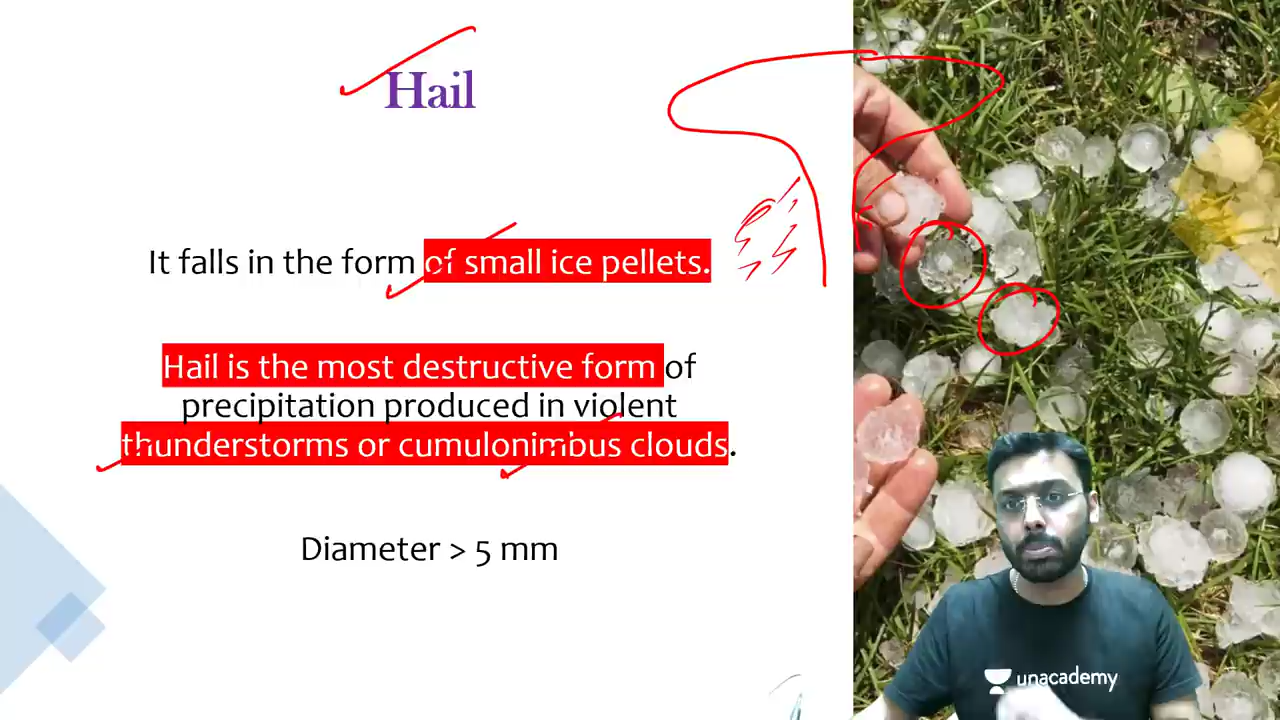 Hail
It falls in the form of small ice pellets.
Hail is the most destructive form of
precipitation produced in violent
thunderstorms or cumulonimbus clouds.
Diameter > 5 mm
unacademy